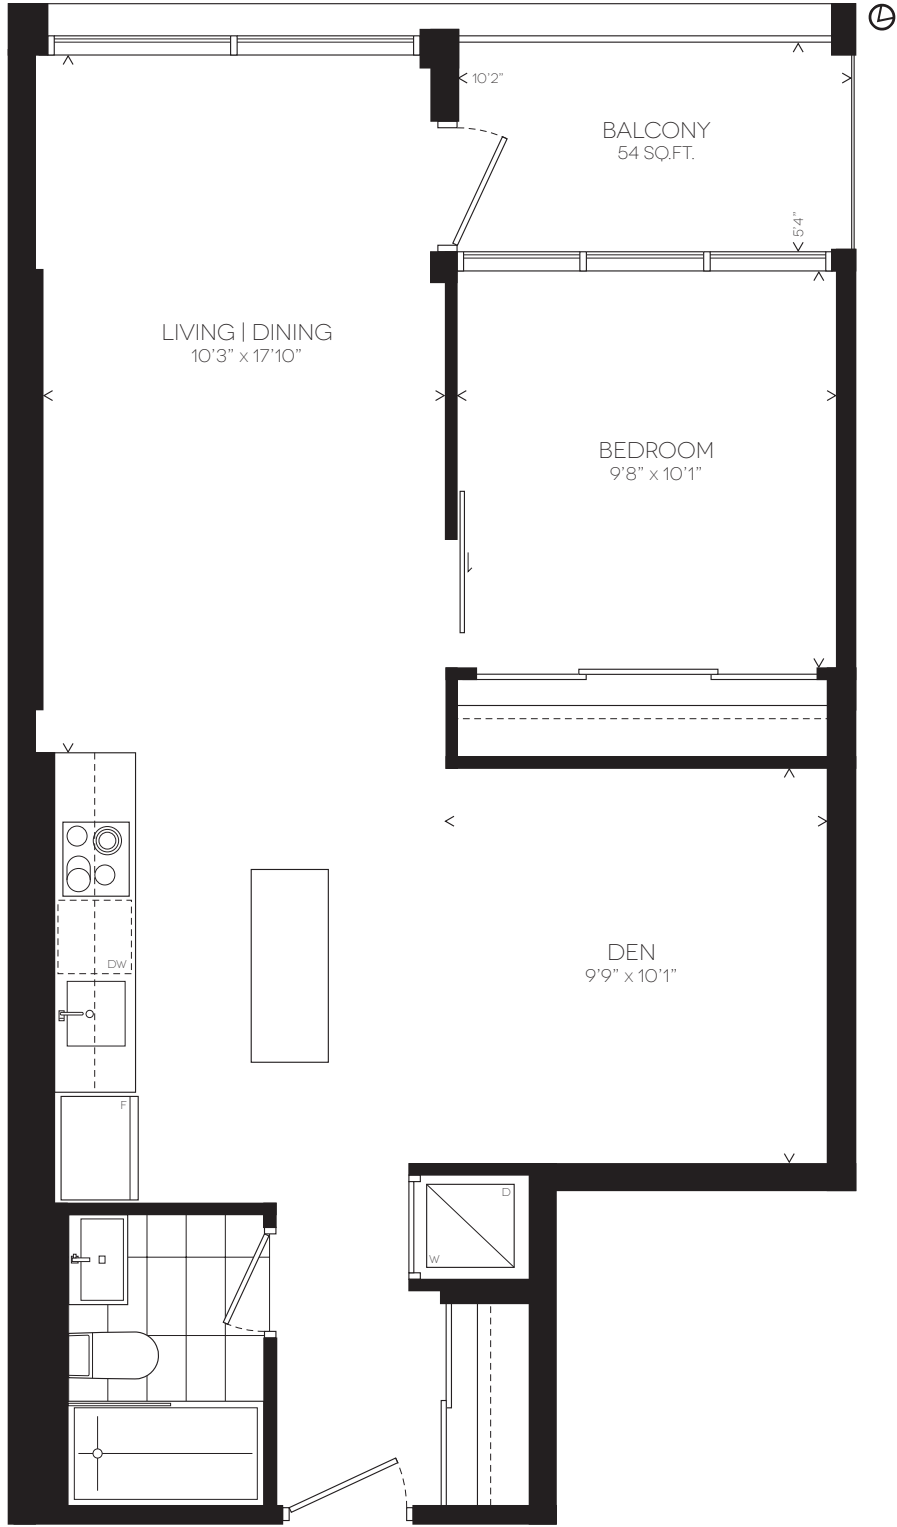 10'2"
BALCONY
54 SQ.FT.
5'4"
LIVING | DINING
10'3" x 17'10"
BEDROOM
9'8" x 10'1"
DW
DEN
9'9" x 10'1"
F
D
W